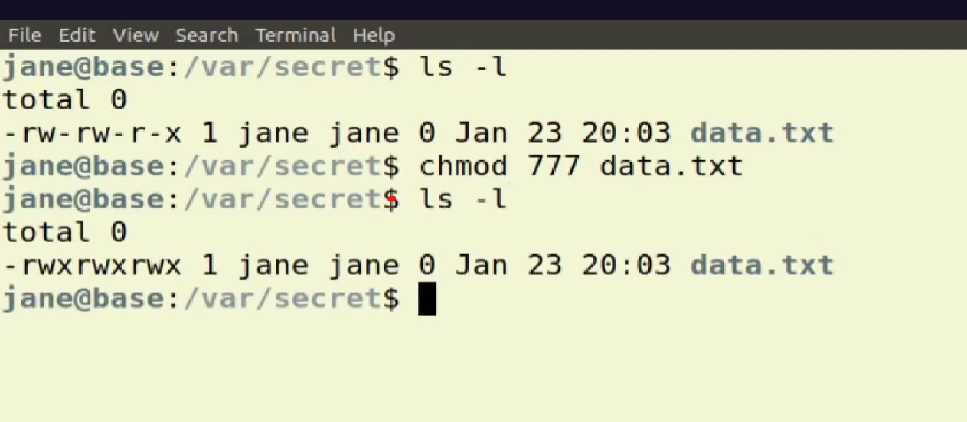 File Edit View Search Terminal Help
jane@base:/var/secret$ ls -l
total 0
-rw-rw-r-x 1 jane jane 0 Jan 23 20:03 data.txt
jane@base:/var/secret$ chmod 777 data.txt
jane@base:/var/secret$ ls -l
total 0
-rwxrwxrwx 1 jane jane 0 Jan 23 20:03 data.txt
jane@base:/var/secret$